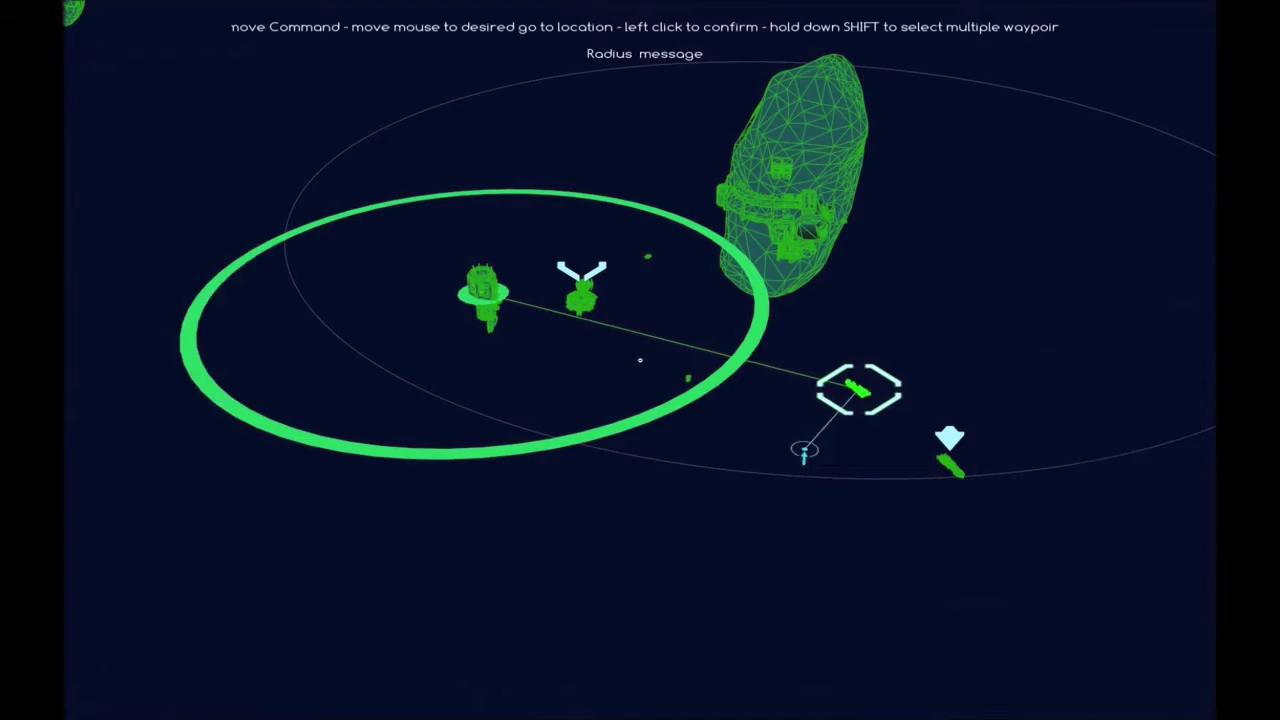 nove Command - move mouse to desired go to location - left click to confirm - hold down SHIFT to select multiple waypoir
Radius message